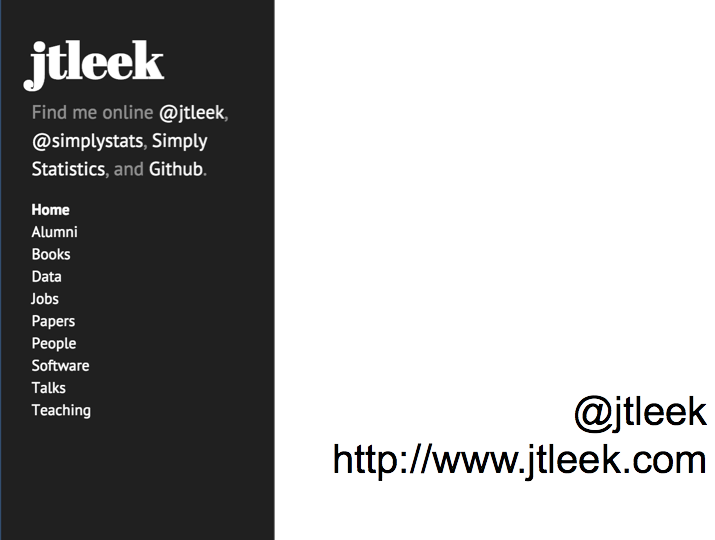 jtleek
Find me online @jtleek,
@simplystats, Simply
Statistics, and Github.
Home
Alumni
Books
Data
Jobs
Papers
People
Software
Talks
Teaching
@jtleek
http://www.jtleek.com